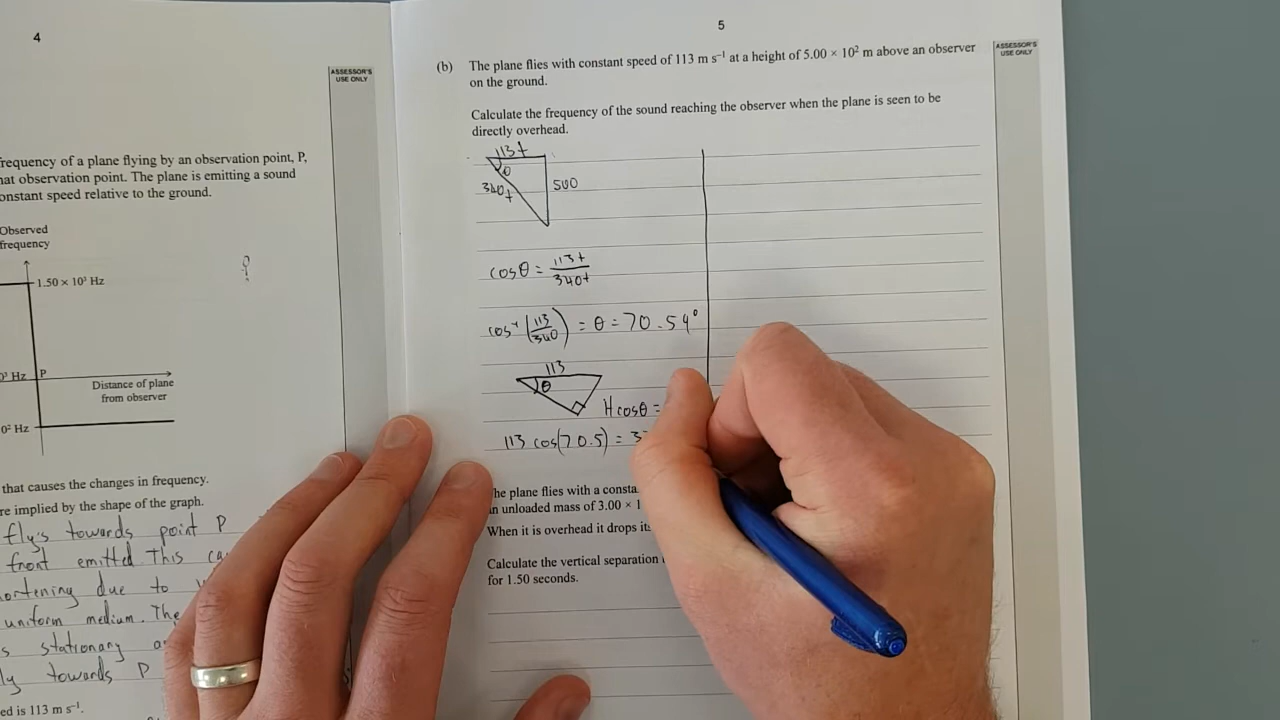 4
ASSESSOR'S
USE ONLY
requency of a plane flying by an observation point, P,
hat observation point. The plane is emitting a sound
onstant speed relative to the ground.
Observed
frequency
1.50 × 10³ Hz
P
Distance of plane
from observer
that causes the changes in frequency.
re implied by the shape of the graph.
fly's towards point P
front emitted This
due to
uniform medium. The
s stationary
ly towards P
ed is 113 m s⁻¹.
5
ASSESSOR'S
USE ONLY
(b) The plane flies with constant speed of 113 m s⁻¹ at a height of 5.00 × 10² m above an observer
on the ground.
Calculate the frequency of the sound reaching the observer when the plane is seen to be
directly overhead.
113t
θ
340t
500
cosθ = 113t / 340t
cos⁻¹(113/340) = θ = 70.59°
113
θ
Hcosθ =
113 cos(70.5) = 3
he plane flies with a consta
n unloaded mass of 3.00 × 1
When it is overhead it drops its
Calculate the vertical separation
for 1.50 seconds.